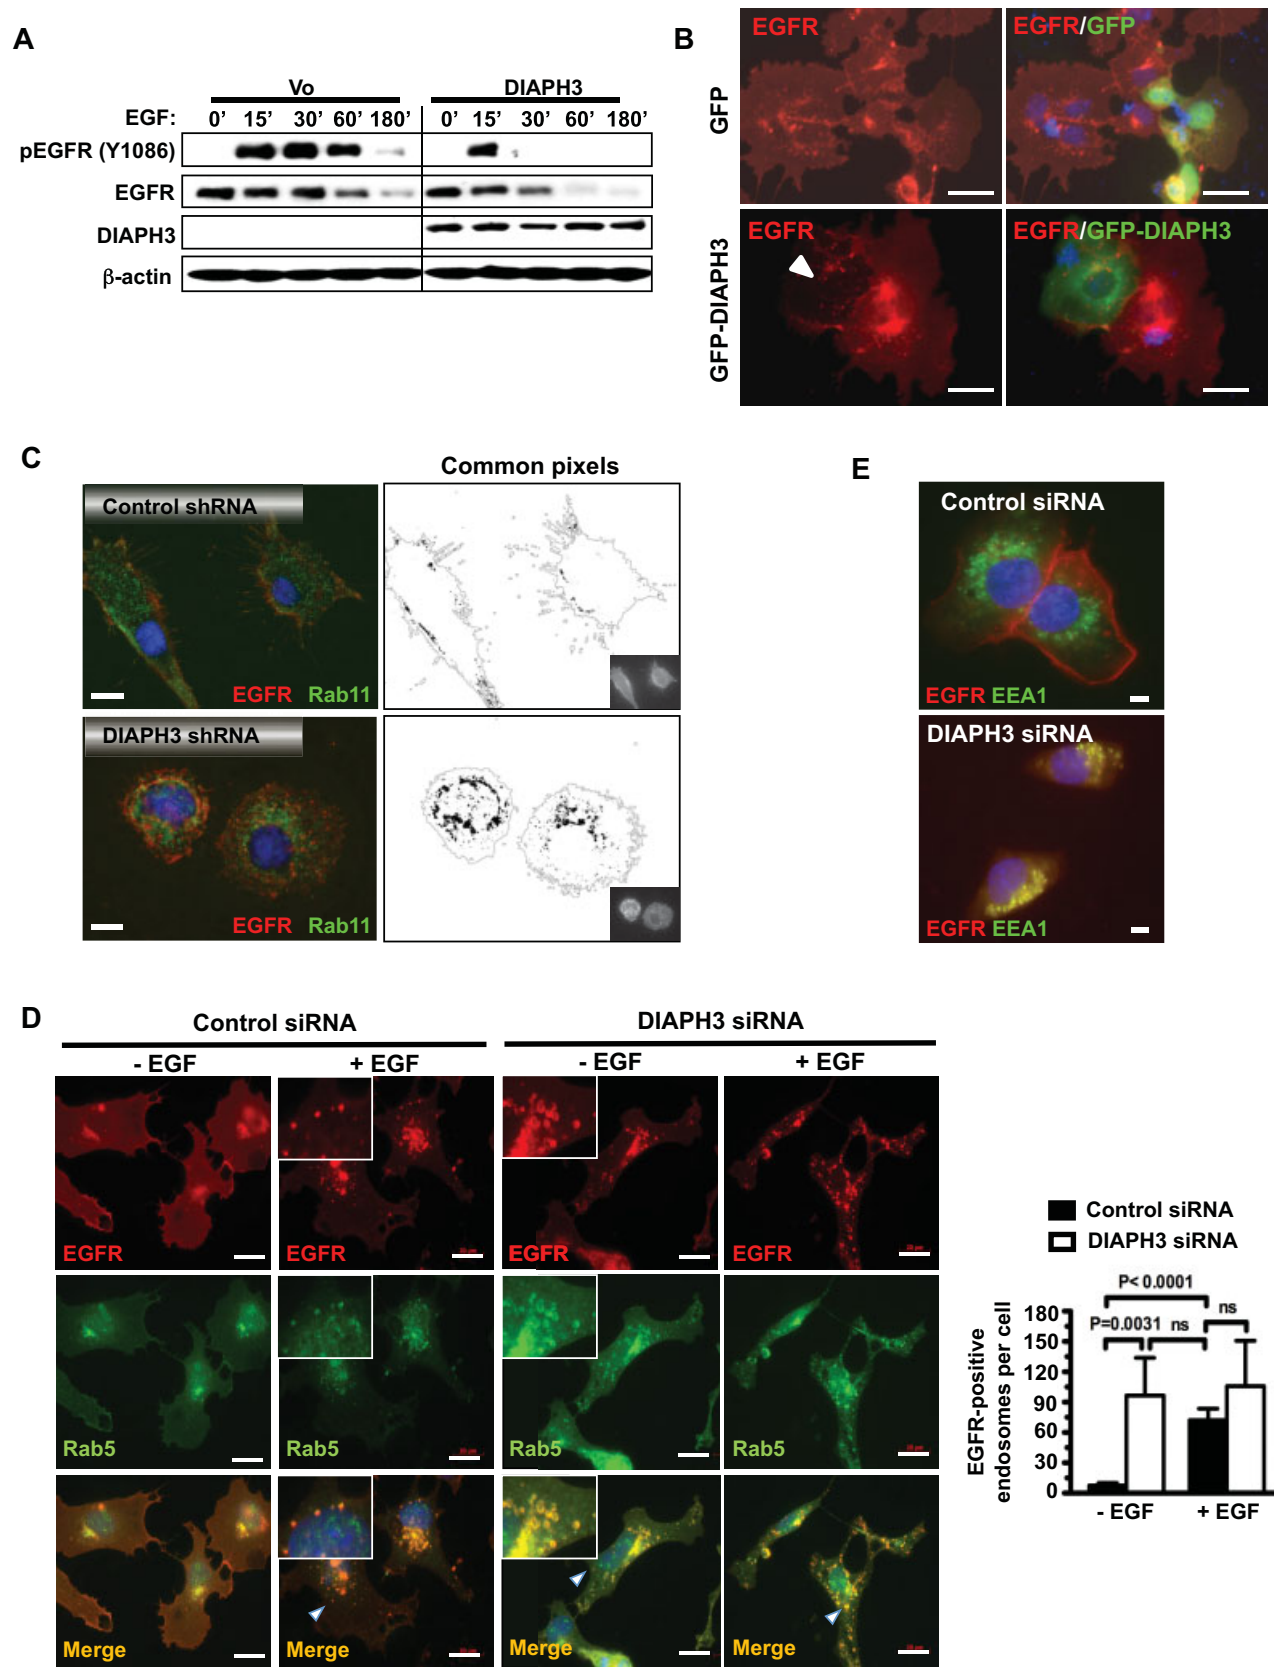 A
Vo DIAPH3
EGF: 0’ 15’ 30’ 60’ 180’ 0’ 15’ 30’ 60’ 180’
pEGFR (Y1086)
EGFR
DIAPH3
β-actin
B
GFP
EGFR
EGFR/GFP
GFP-DIAPH3
EGFR
EGFR/GFP-DIAPH3
C
Common pixels
Control shRNA
EGFR Rab11
DIAPH3 shRNA
EGFR Rab11
E
Control siRNA
EGFR EEA1
DIAPH3 siRNA
EGFR EEA1
D
Control siRNA DIAPH3 siRNA
- EGF + EGF - EGF + EGF
EGFR EGFR EGFR EGFR
Rab5 Rab5 Rab5 Rab5
Merge Merge Merge Merge
Control siRNA
DIAPH3 siRNA
EGFR-positive
endosomes per cell
P< 0.0001
ns
P=0.0031 ns
180
150
120
90
60
30
0
- EGF + EGF